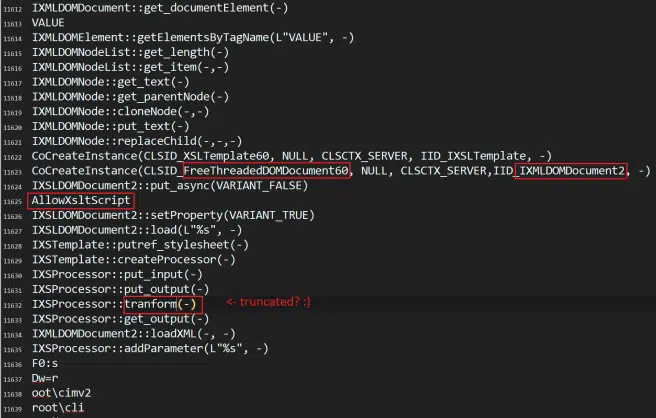 11612 IXMLDOMDocument::get_documentElement(-)
11613 VALUE
11614 IXMLDOMElement::getElementsByTagName(L"VALUE", -)
11615 IXMLDOMNodeList::get_length(-)
11616 IXMLDOMNodeList::get_item(-,-)
11617 IXMLDOMNode::get_text(-)
11618 IXMLDOMNode::get_parentNode(-)
11619 IXMLDOMNode::cloneNode(-,-)
11620 IXMLDOMNode::put_text(-)
11621 IXMLDOMNode::replaceChild(-,-,-)
11622 CoCreateInstance(CLSID_XSLTemplate60, NULL, CLSCTX_SERVER, IID_IXSLTemplate, -)
11623 CoCreateInstance(CLSID_FreeThreadedDOMDocument60, NULL, CLSCTX_SERVER,IID_IXMLDOMDocument2, -)
11624 IXSLDOMDocument2::put_async(VARIANT_FALSE)
11625 AllowXsltScript
11626 IXSLDOMDocument2::setProperty(VARIANT_TRUE)
11627 IXSLDOMDocument2::load(L"%s", -)
11628 IXSTemplate::putref_stylesheet(-)
11629 IXSTemplate::createProcessor(-)
11630 IXSProcessor::put_input(-)
11631 IXSProcessor::put_output(-)
11632 IXSProcessor::tranform(-) <- truncated? :)
11633 IXSProcessor::get_output(-)
11634 IXMLDOMDocument2::loadXML(-, -)
11635 IXSProcessor::addParameter(L"%s", -)
11636 F0:s
11637 Dw=r
11638 oot\cimv2
11639 root\cli